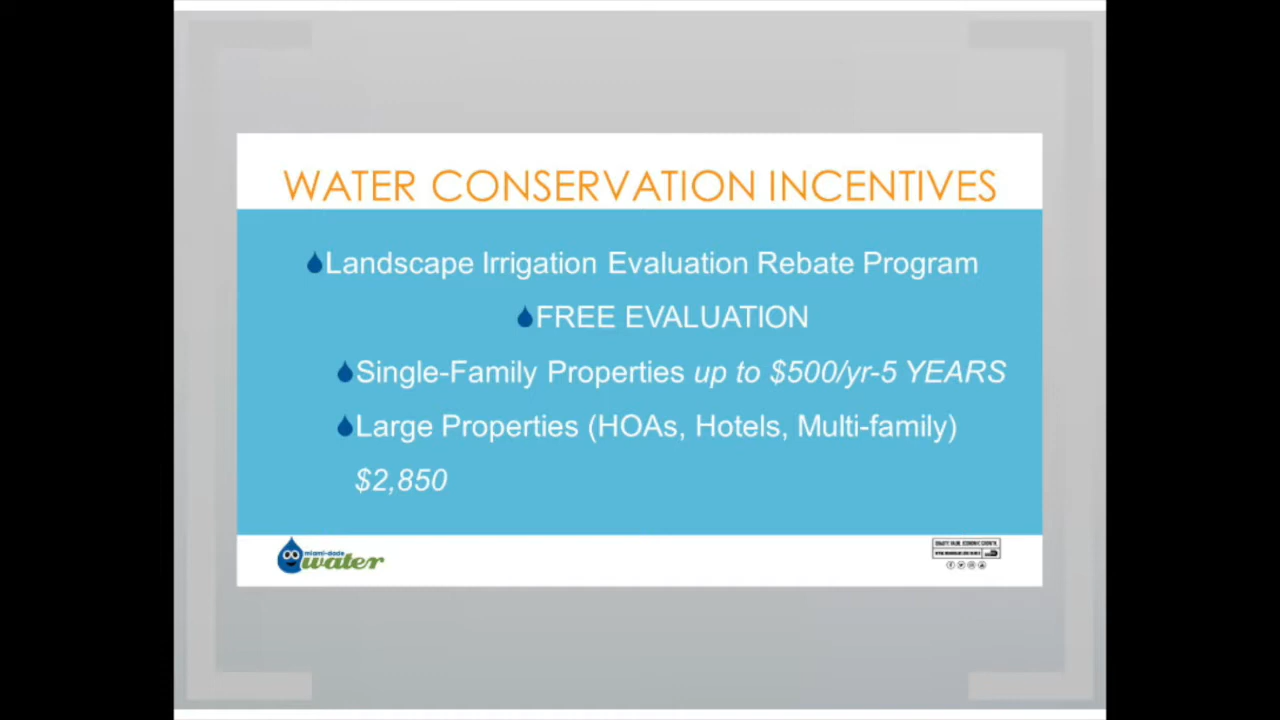 WATER CONSERVATION INCENTIVES
Landscape Irrigation Evaluation Rebate Program
FREE EVALUATION
Single-Family Properties up to $500/yr-5 YEARS
Large Properties (HOAs, Hotels, Multi-family)
$2,850
miami-dade
water